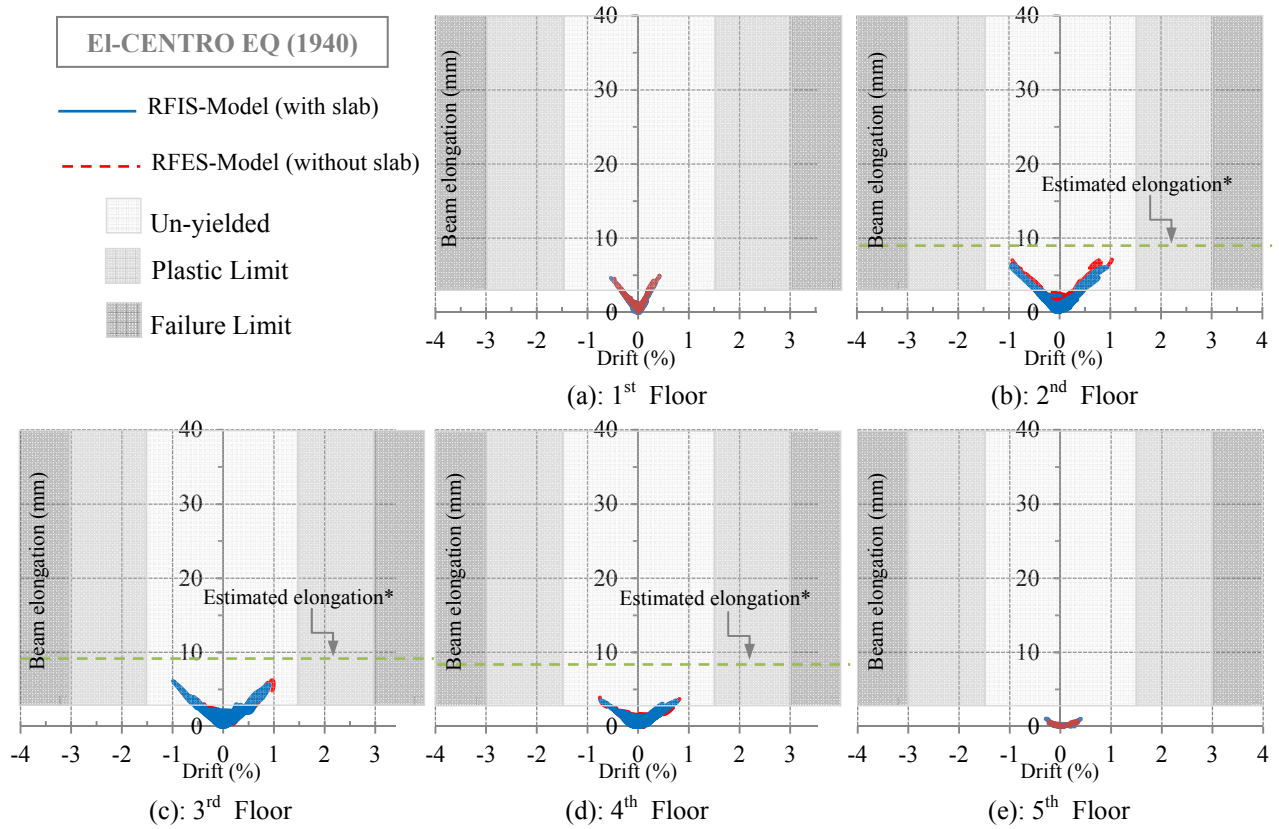 El-CENTRO EQ (1940)
RFIS-Model (with slab)
RFES-Model (without slab)
Un-yielded
Plastic Limit
Failure Limit
Beam elongation (mm)
40
30
20
10
0
-4 -3 -2 -1 0 1 2 3
Drift (%)
(a): 1st Floor
Beam elongation (mm)
40
30
20
Estimated elongation*
10
0
-4 -3 -2 -1 0 1 2 3 4
Drift (%)
(b): 2nd Floor
Beam elongation (mm)
40
30
20
Estimated elongation*
10
0
-4 -3 -2 -1 0 1 2 3
Drift (%)
(c): 3rd Floor
Beam elongation (mm)
40
30
20
Estimated elongation*
10
0
-4 -3 -2 -1 0 1 2 3
Drift (%)
(d): 4th Floor
Beam elongation (mm)
40
30
20
10
0
-4 -3 -2 -1 0 1 2 3 4
Drift (%)
(e): 5th Floor